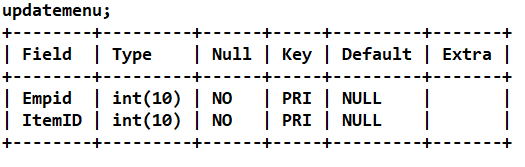 updatemenu;
+--------+---------+------+-----+---------+-------+
| Field  | Type    | Null | Key | Default | Extra |
+--------+---------+------+-----+---------+-------+
| Empid  | int(10) | NO   | PRI | NULL    |       |
| ItemID | int(10) | NO   | PRI | NULL    |       |
+--------+---------+------+-----+---------+-------+